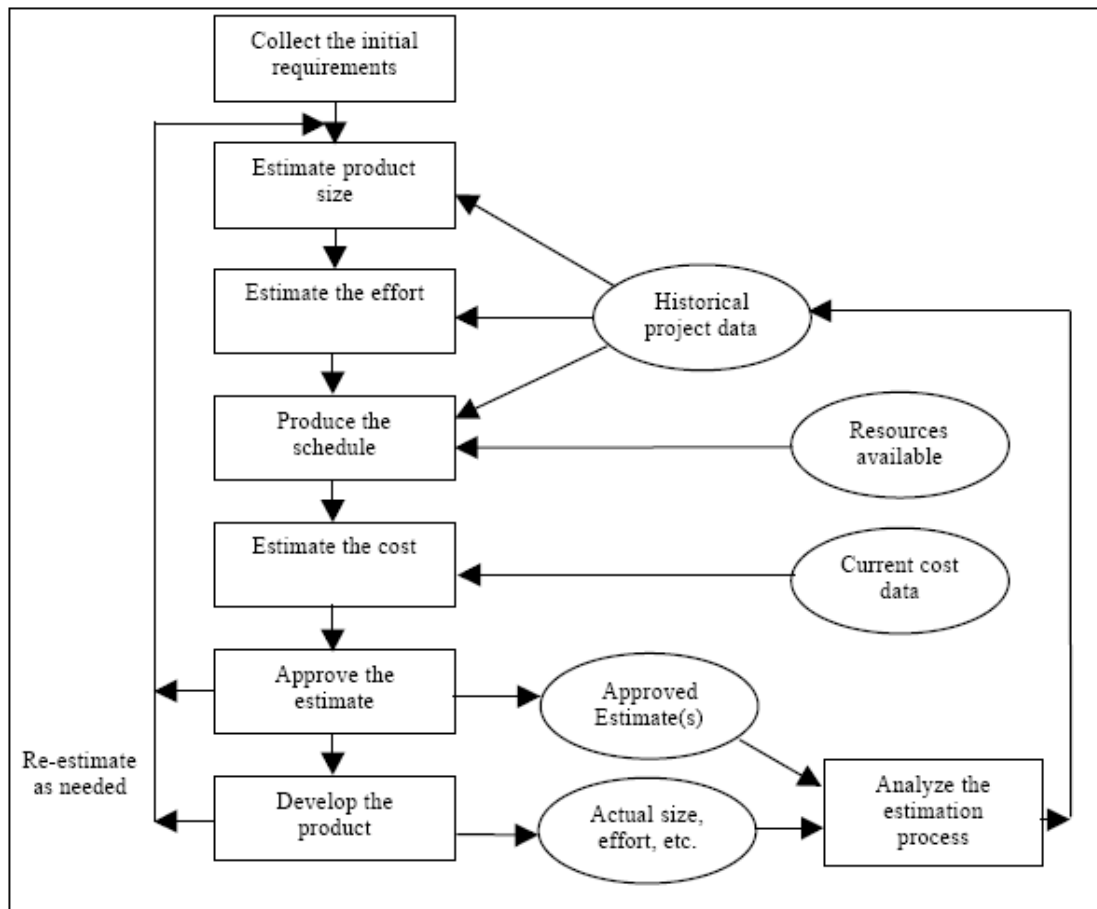 Collect the initial
requirements
Estimate product
size
Estimate the effort
Historical
project data
Produce the
schedule
Resources
available
Estimate the cost
Current cost
data
Approve the
estimate
Approved
Estimate(s)
Re-estimate
as needed
Develop the
product
Actual size,
effort, etc.
Analyze the
estimation
process